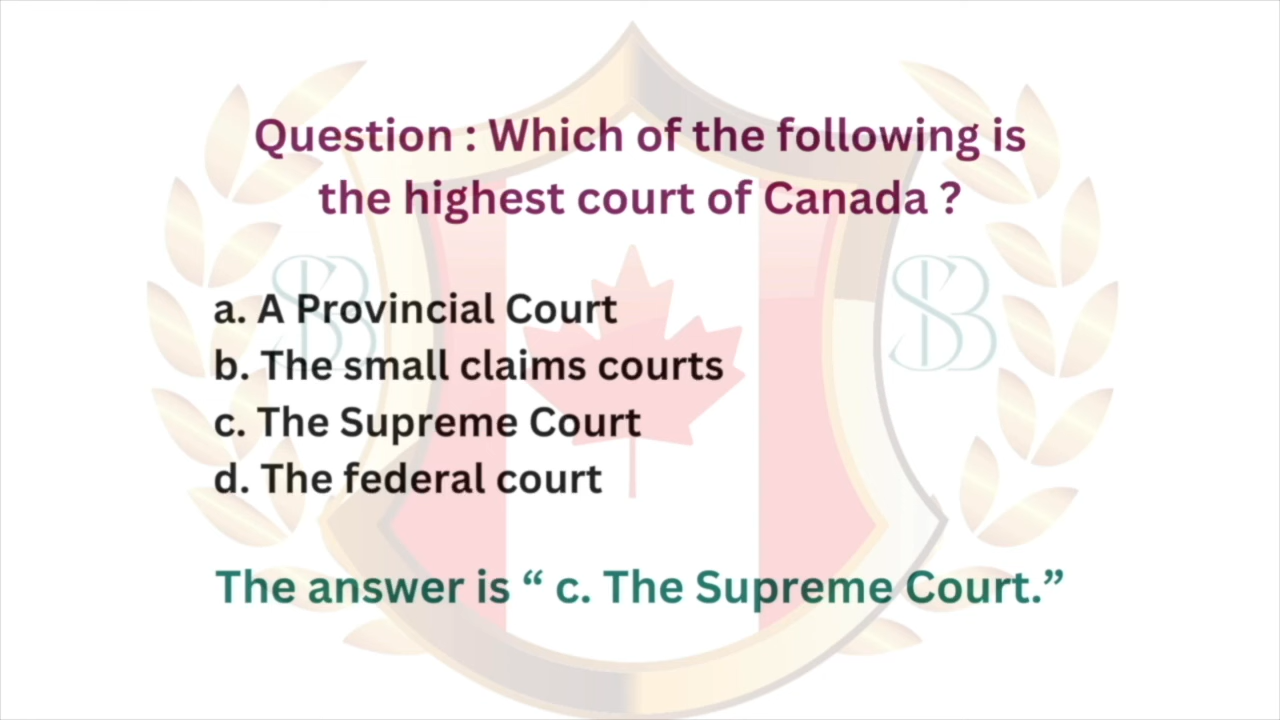 Question : Which of the following is
the highest court of Canada ?
a. A Provincial Court
b. The small claims courts
c. The Supreme Court
d. The federal court
The answer is “ c. The Supreme Court.”